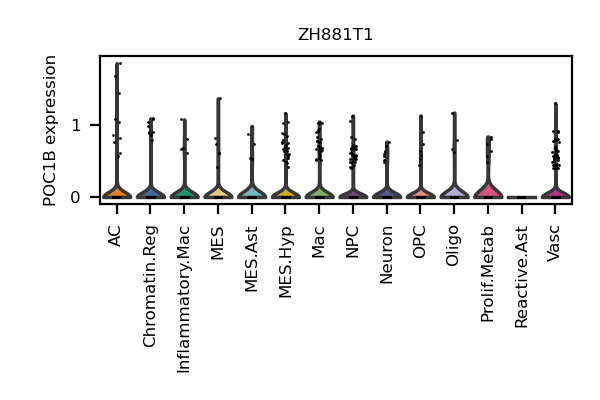 ZH881T1
POC1B expression
1
0
AC
Chromatin.Reg
Inflammatory.Mac
MES
MES.Ast
MES.Hyp
Mac
NPC
Neuron
OPC
Oligo
Prolif.Metab
Reactive.Ast
Vasc